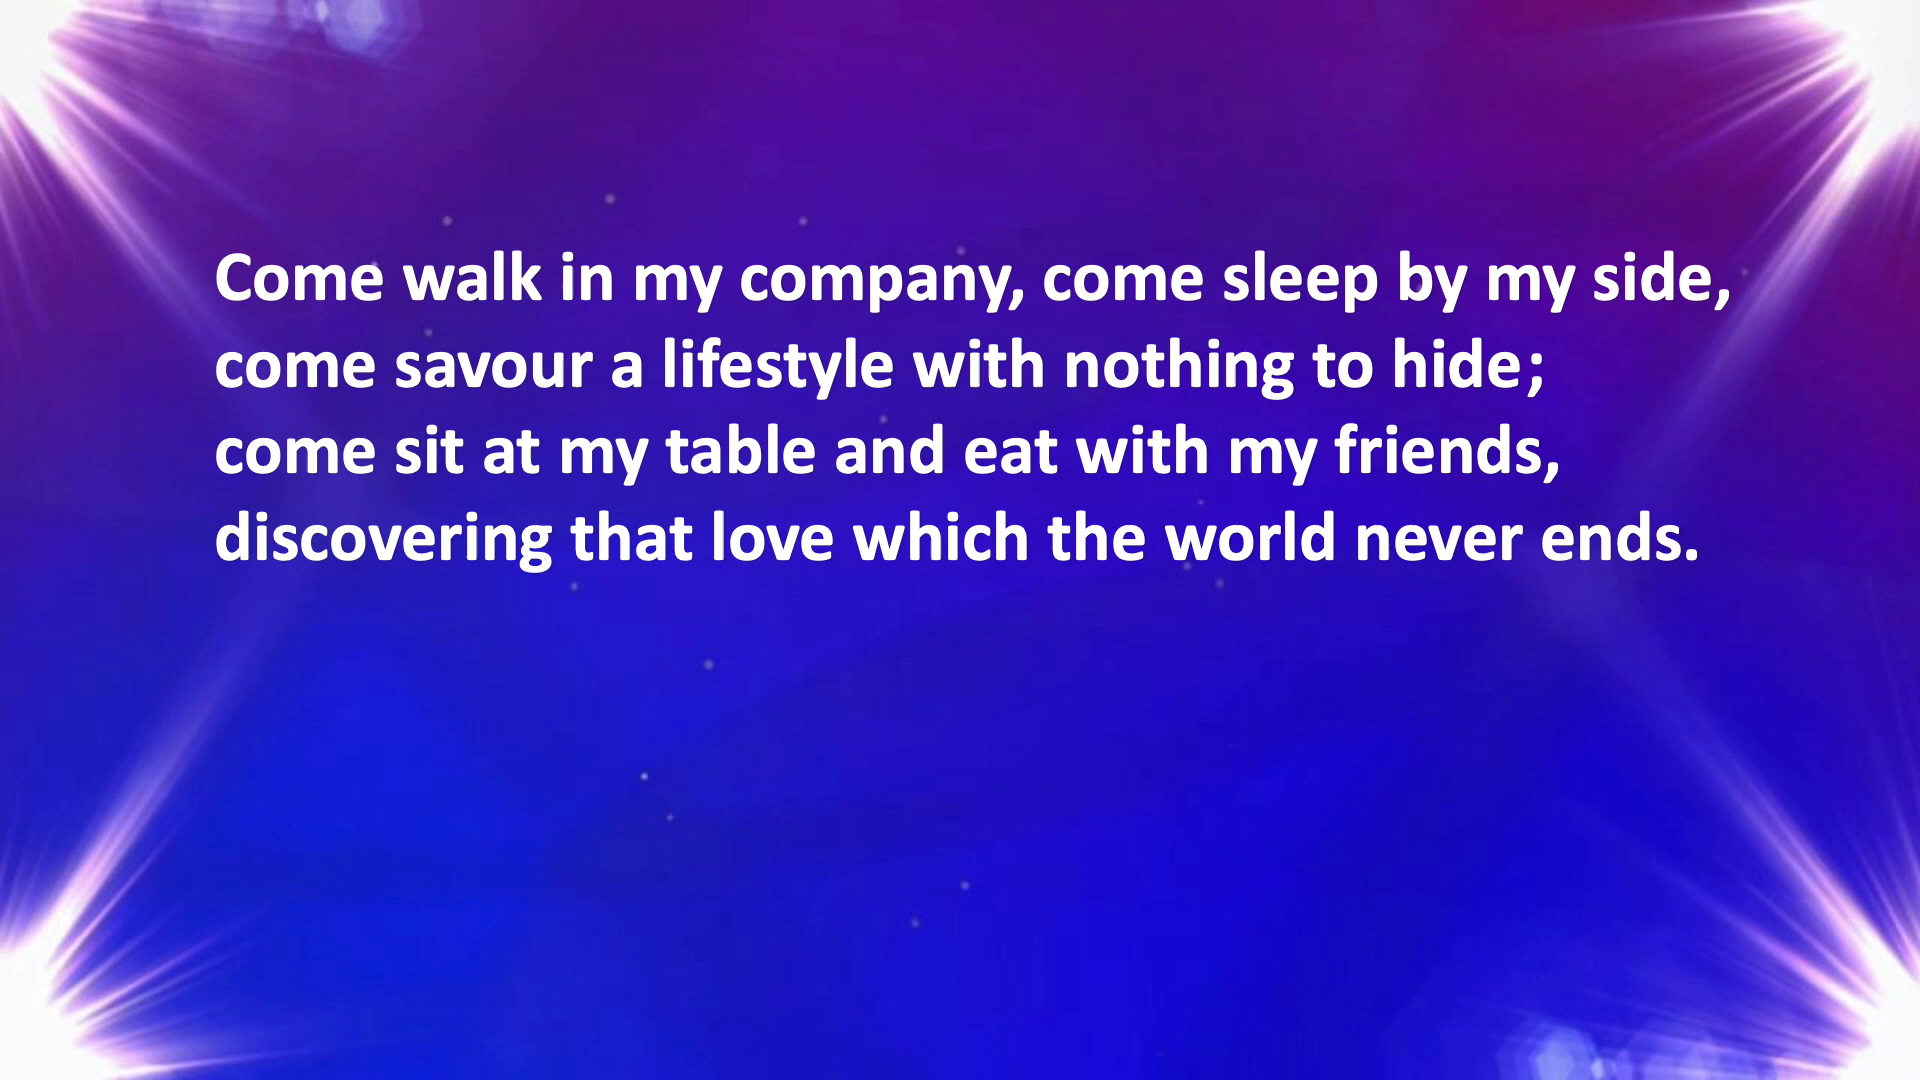 Come walk in my company, come sleep by my side,
come savour a lifestyle with nothing to hide;
come sit at my table and eat with my friends,
discovering that love which the world never ends.